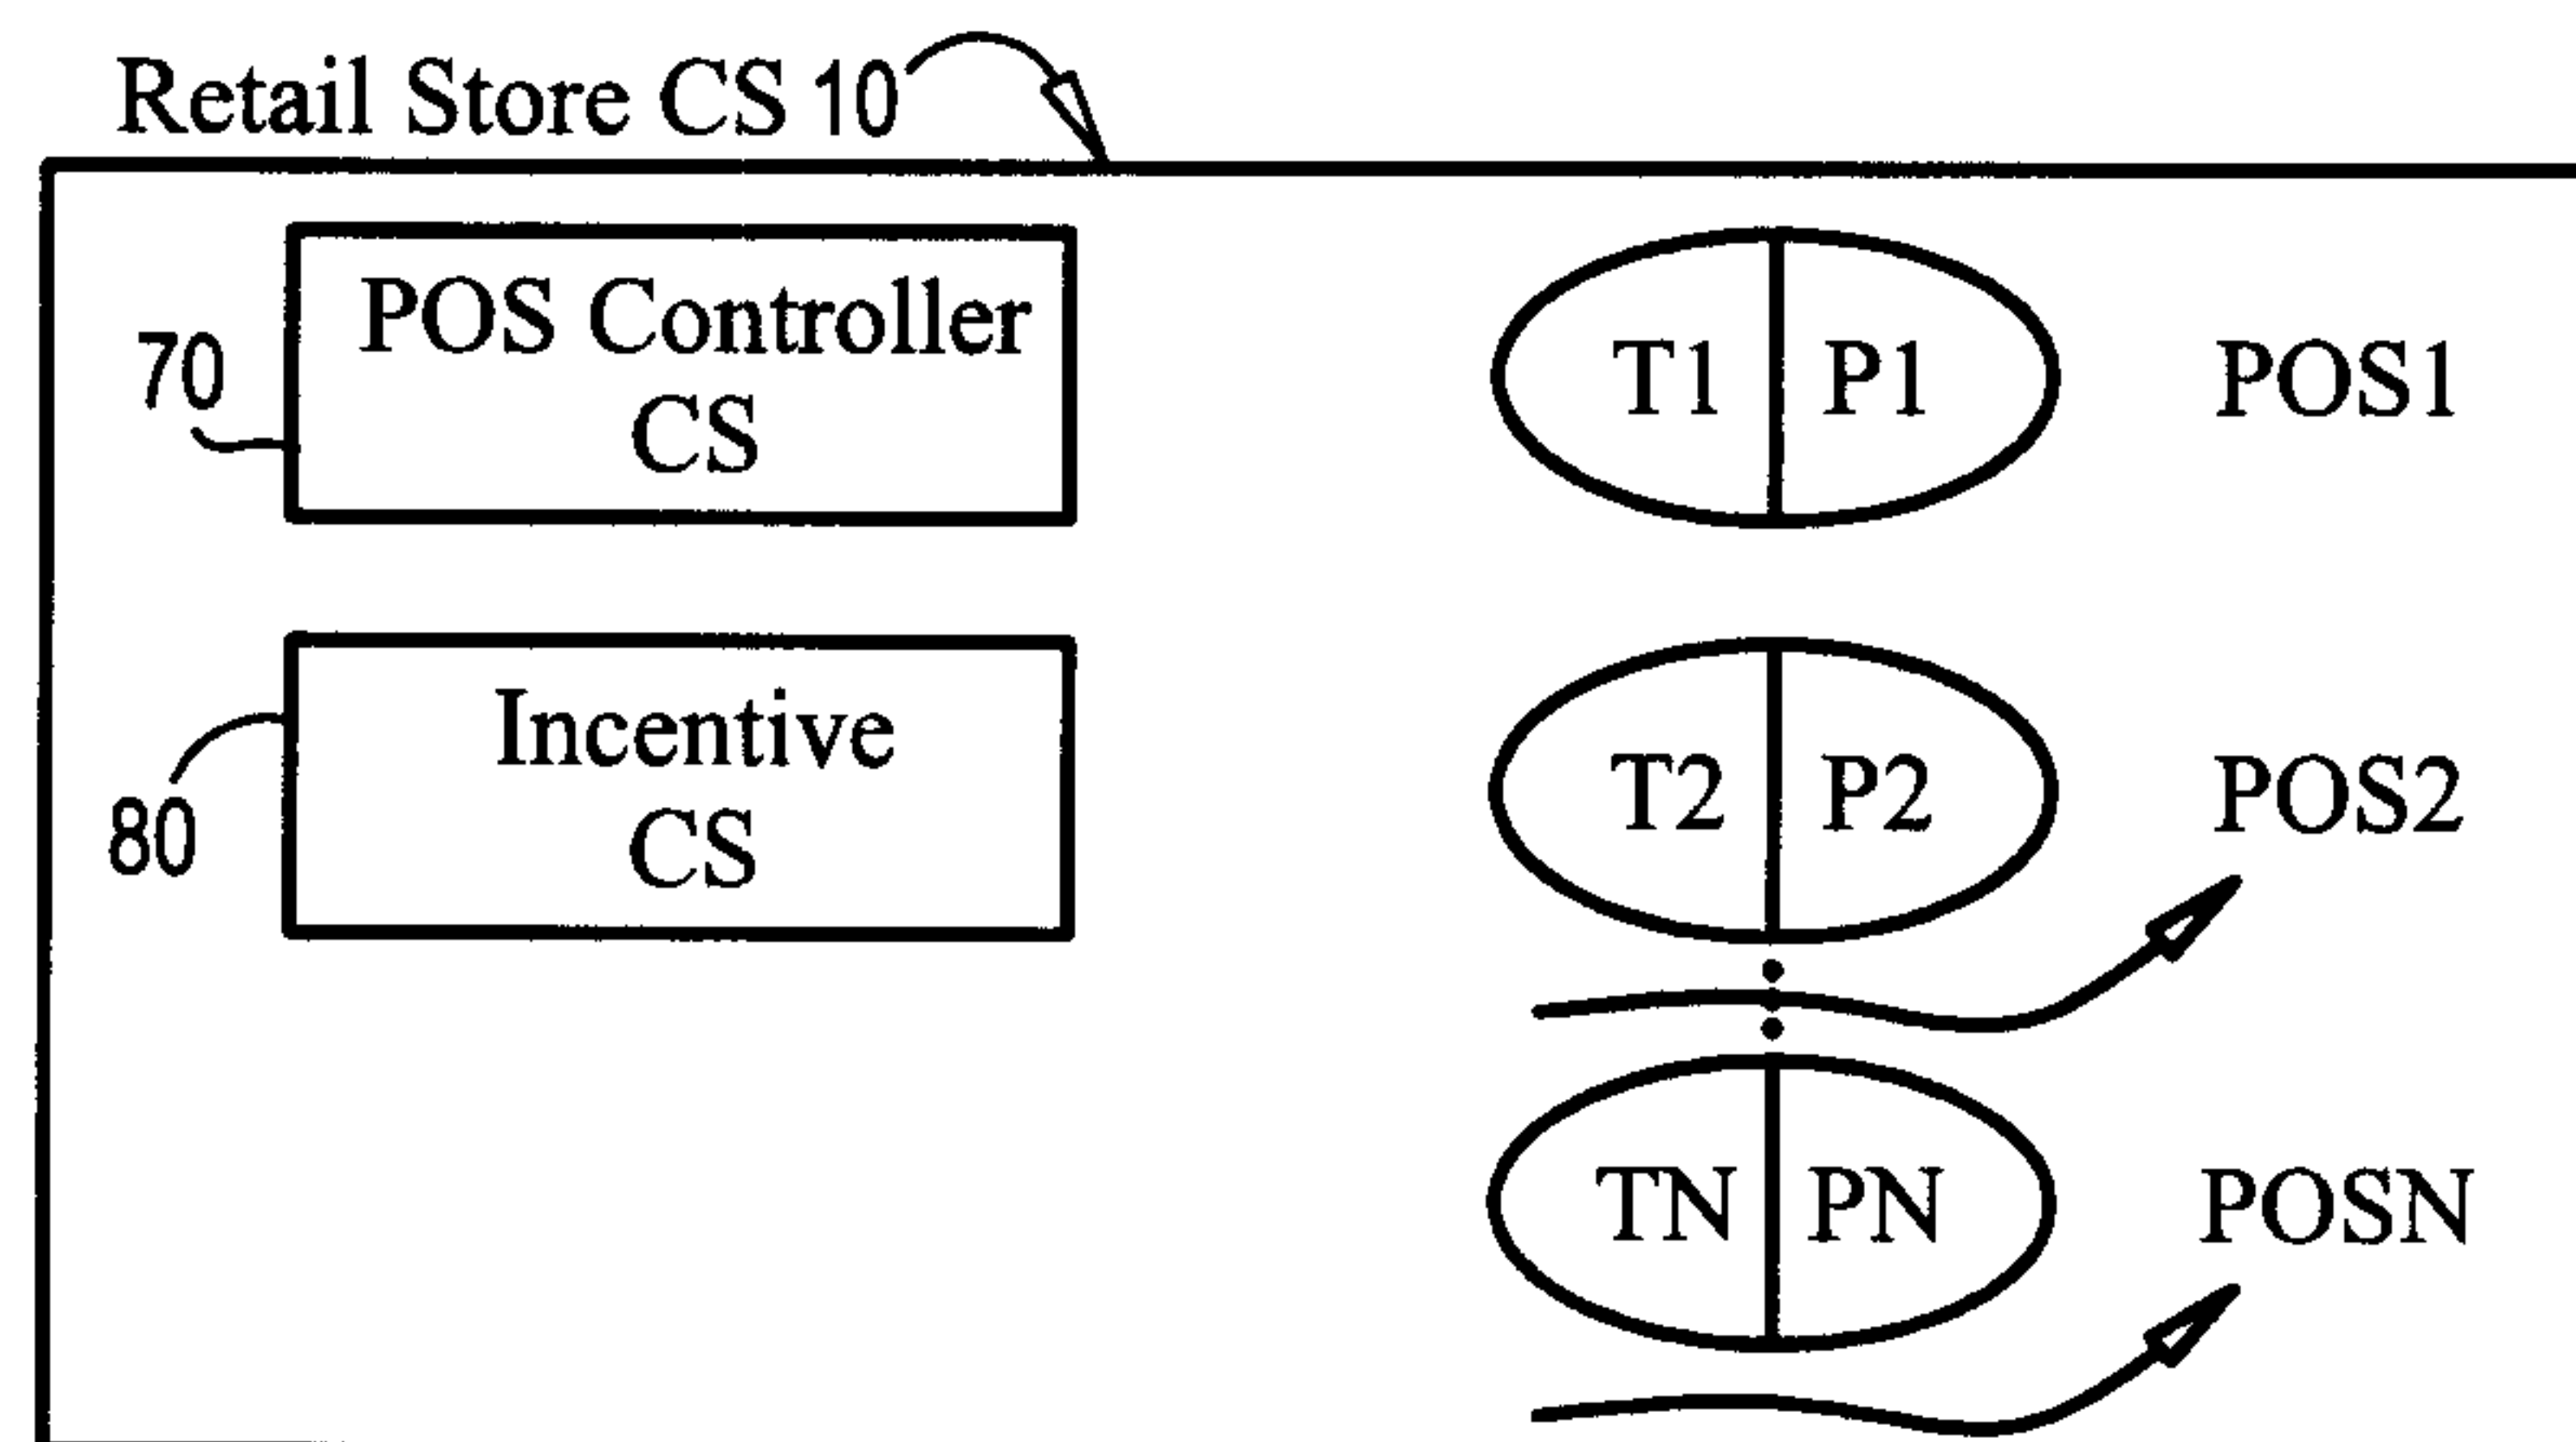 Retail Store CS 10
POS Controller
CS
70
T1 P1 POS1
Incentive
CS
80
T2 P2 POS2
TN PN POSN